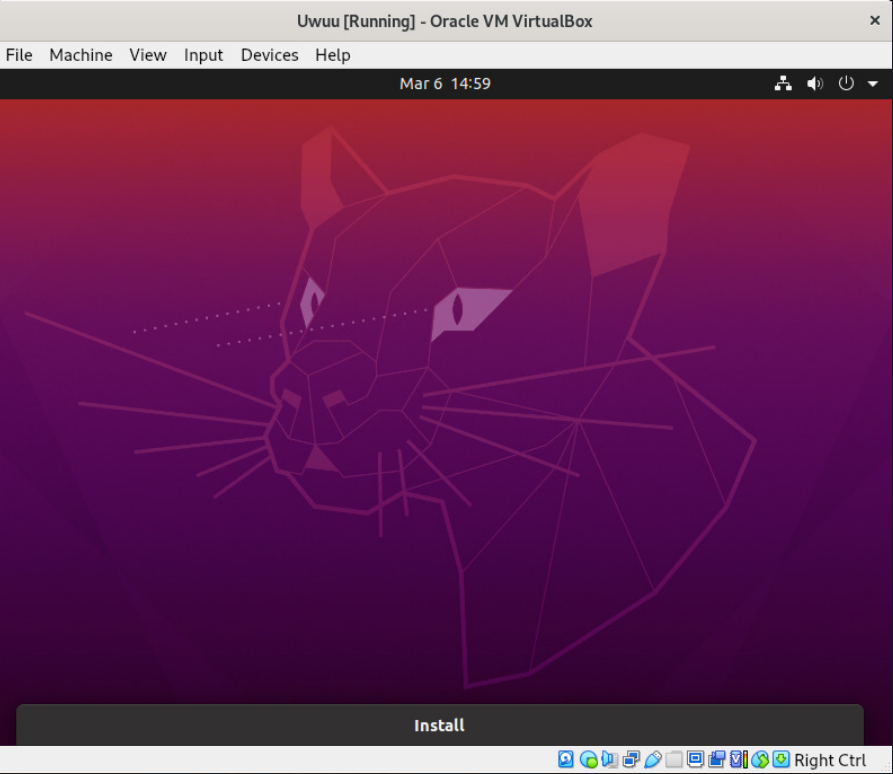 Uwuu [Running] - Oracle VM VirtualBox
File Machine View Input Devices Help
Mar 6 14:59
Install
Right Ctrl